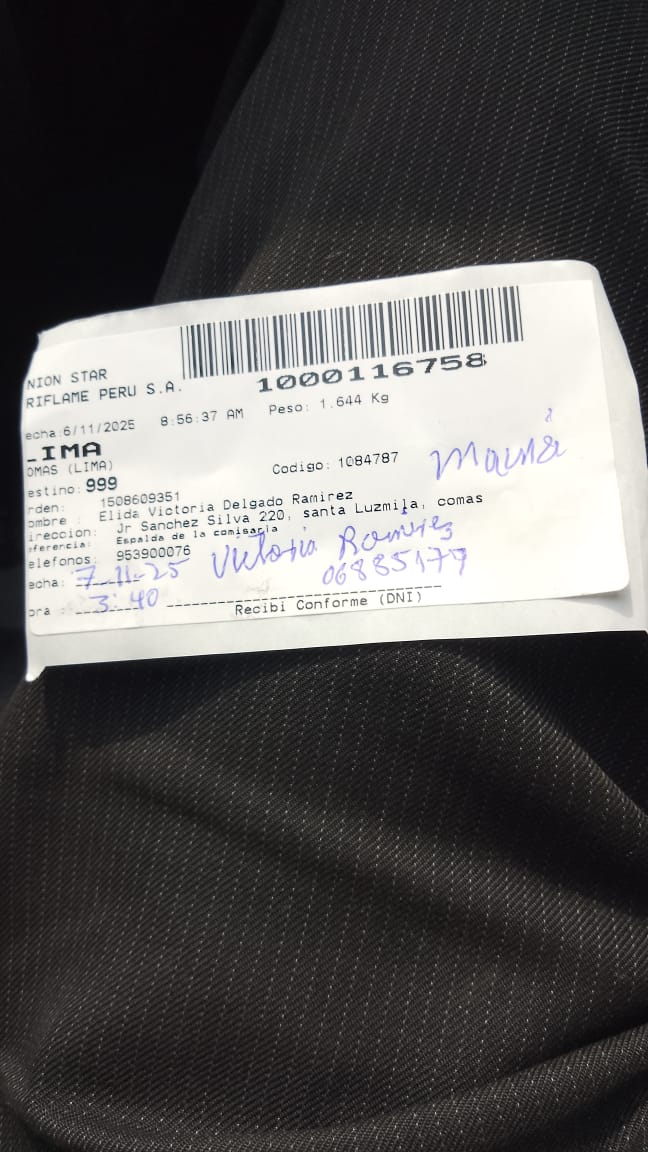 NION STAR
RIFLAME PERU S.A.
1000116758
echa:6/11/2025 8:56:37 AM Peso: 1.644 Kg
LIMA
OMAS (LIMA)
Codigo: 1084787
Mamá
estino: 999
rden: 1508609351
ombre : Elida Victoria Delgado Ramirez
ireccion: Jr Sanchez Silva 220, santa Luzmila, comas
eferencia: Espalda de la comisaria
elefonos: 953900076
Victoria Ramirez
echa: 7-11-25
06885177
ora : 3:40
Recibi Conforme (DNI)